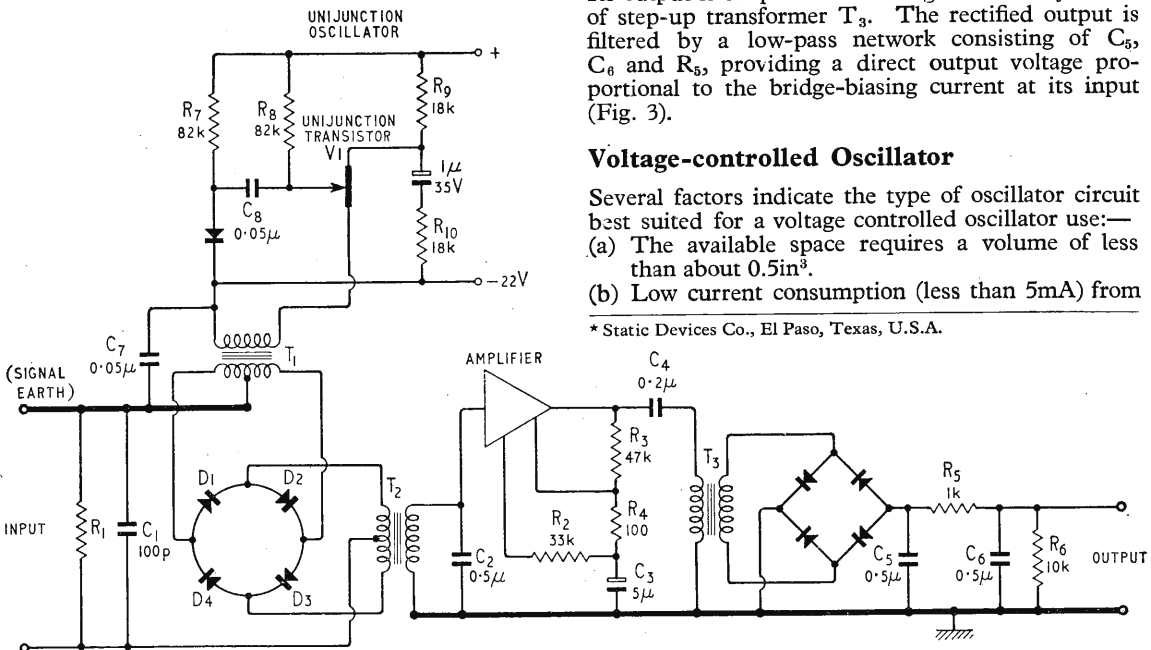 of step-up transformer T₃. The rectified output is
filtered by a low-pass network consisting of C₅,
C₆ and R₅, providing a direct output voltage pro-
portional to the bridge-biasing current at its input
(Fig. 3).
Voltage-controlled Oscillator
Several factors indicate the type of oscillator circuit
best suited for a voltage controlled oscillator use:—
(a) The available space requires a volume of less
than about 0.5in³.
(b) Low current consumption (less than 5mA) from
* Static Devices Co., El Paso, Texas, U.S.A.
UNIJUNCTION
OSCILLATOR
+
R7
82k
R8
82k
R9
18k
UNIJUNCTION
TRANSISTOR
V1
1μ
35V
C8
0·05μ
R10
18k
−22V
C7
0·05μ
T1
(SIGNAL
EARTH)
AMPLIFIER
C4
0·2μ
INPUT
R1
C1
100p
D1
D2
D3
D4
T2
C2
0·5μ
R2
33k
R3
47k
R4
100
C3
5μ
T3
R5
1k
C5
0·5μ
C6
0·5μ
R6
10k
OUTPUT